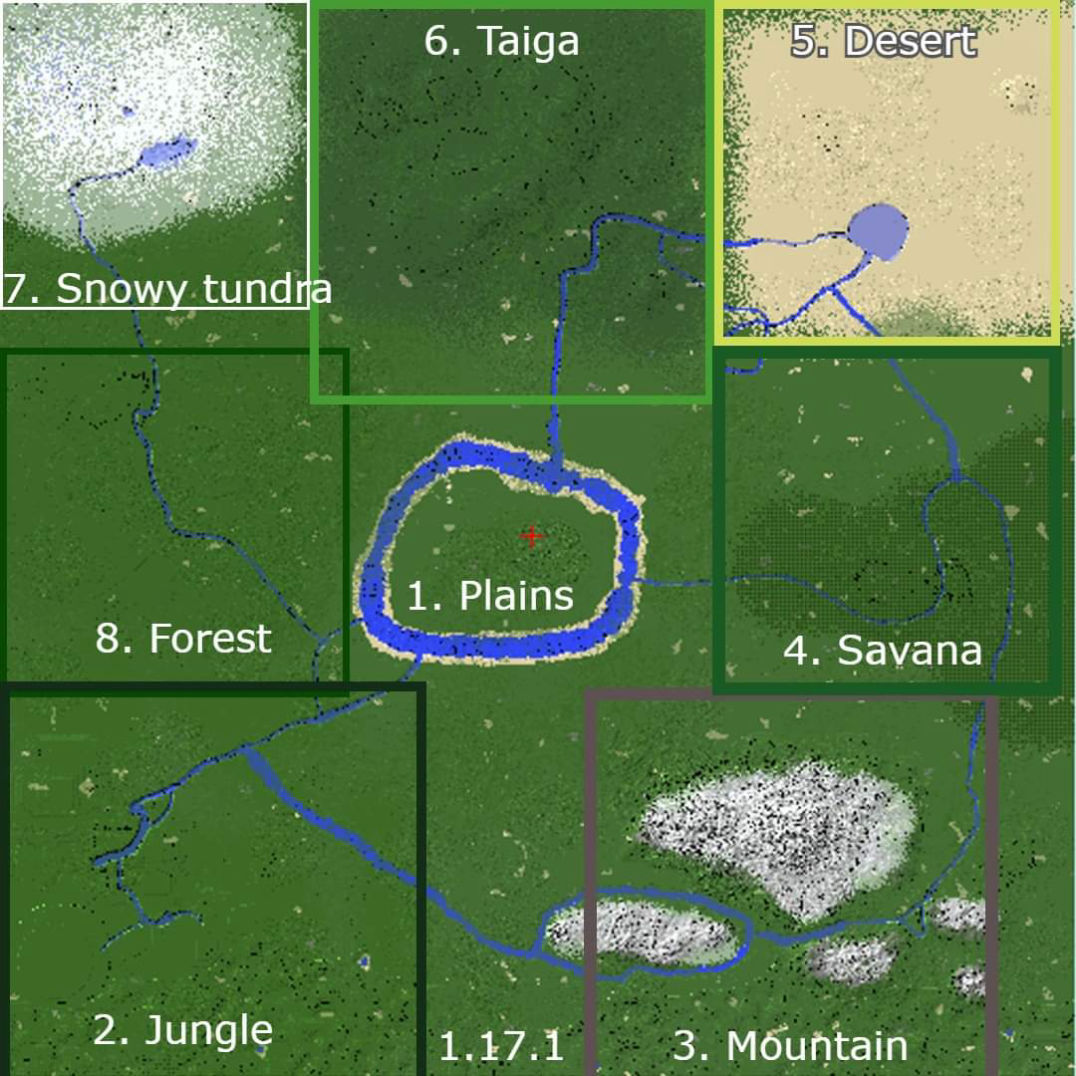 6. Taiga
5. Desert
7. Snowy tundra
1. Plains
8. Forest
4. Savana
2. Jungle
1.17.1
3. Mountain